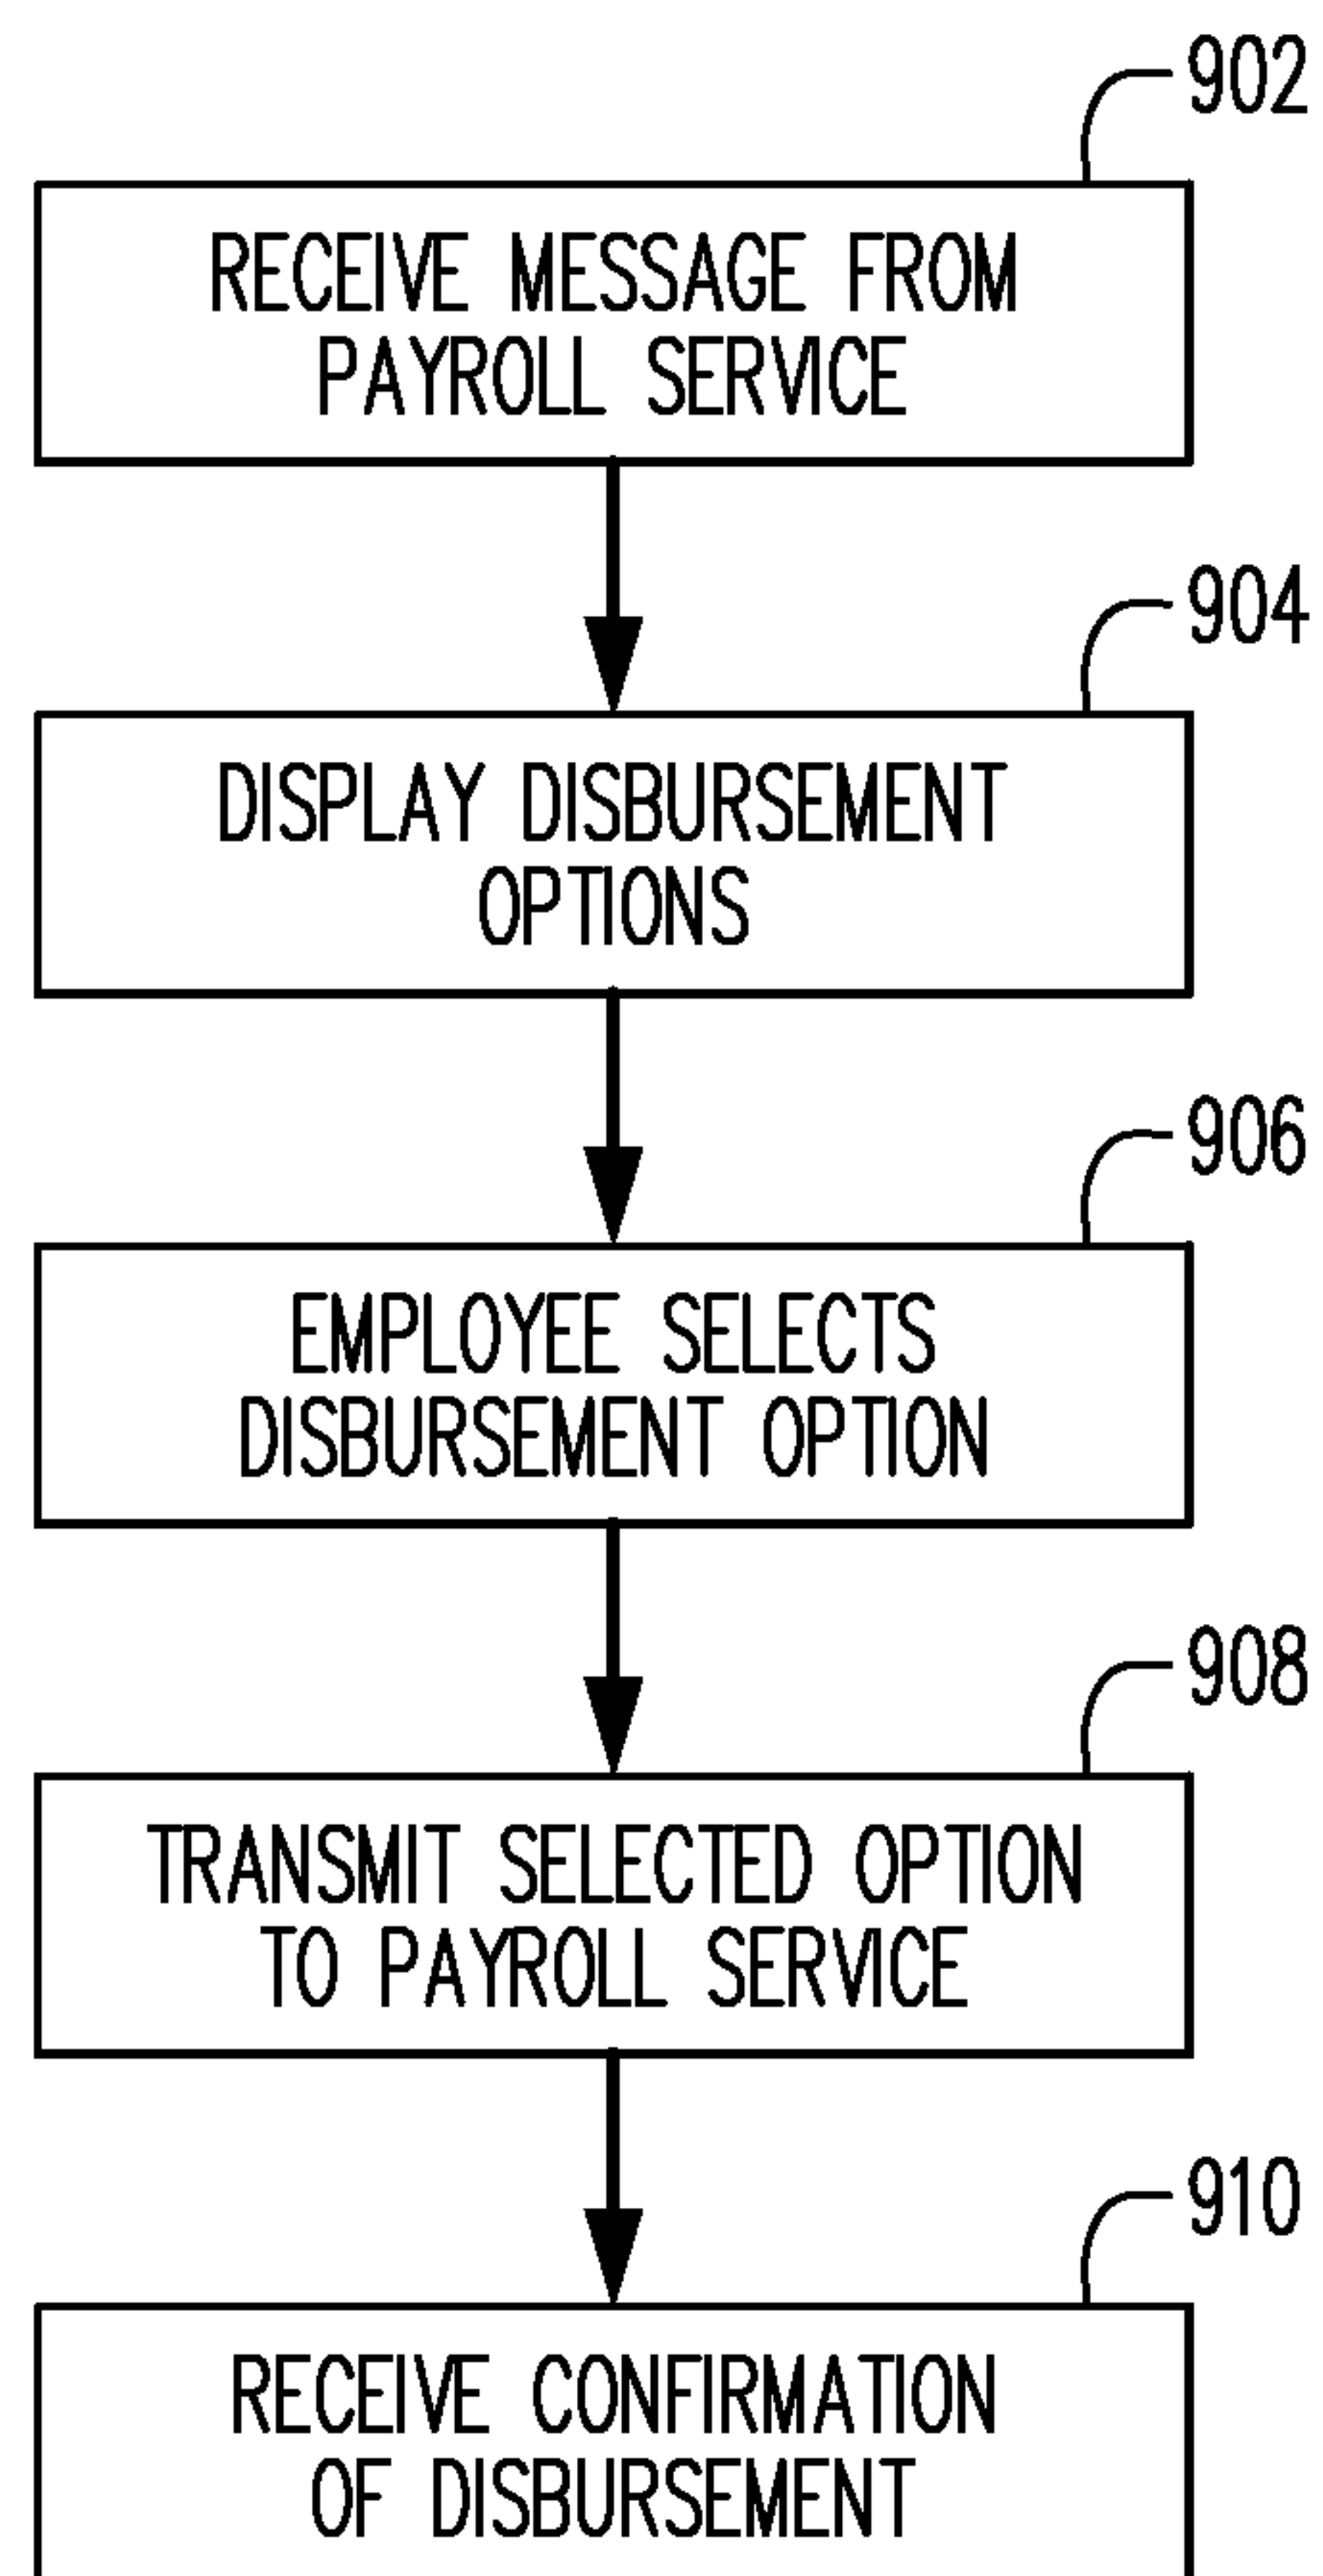 902
RECEIVE MESSAGE FROM
PAYROLL SERVICE
904
DISPLAY DISBURSEMENT
OPTIONS
906
EMPLOYEE SELECTS
DISBURSEMENT OPTION
908
TRANSMIT SELECTED OPTION
TO PAYROLL SERVICE
910
RECEIVE CONFIRMATION
OF DISBURSEMENT